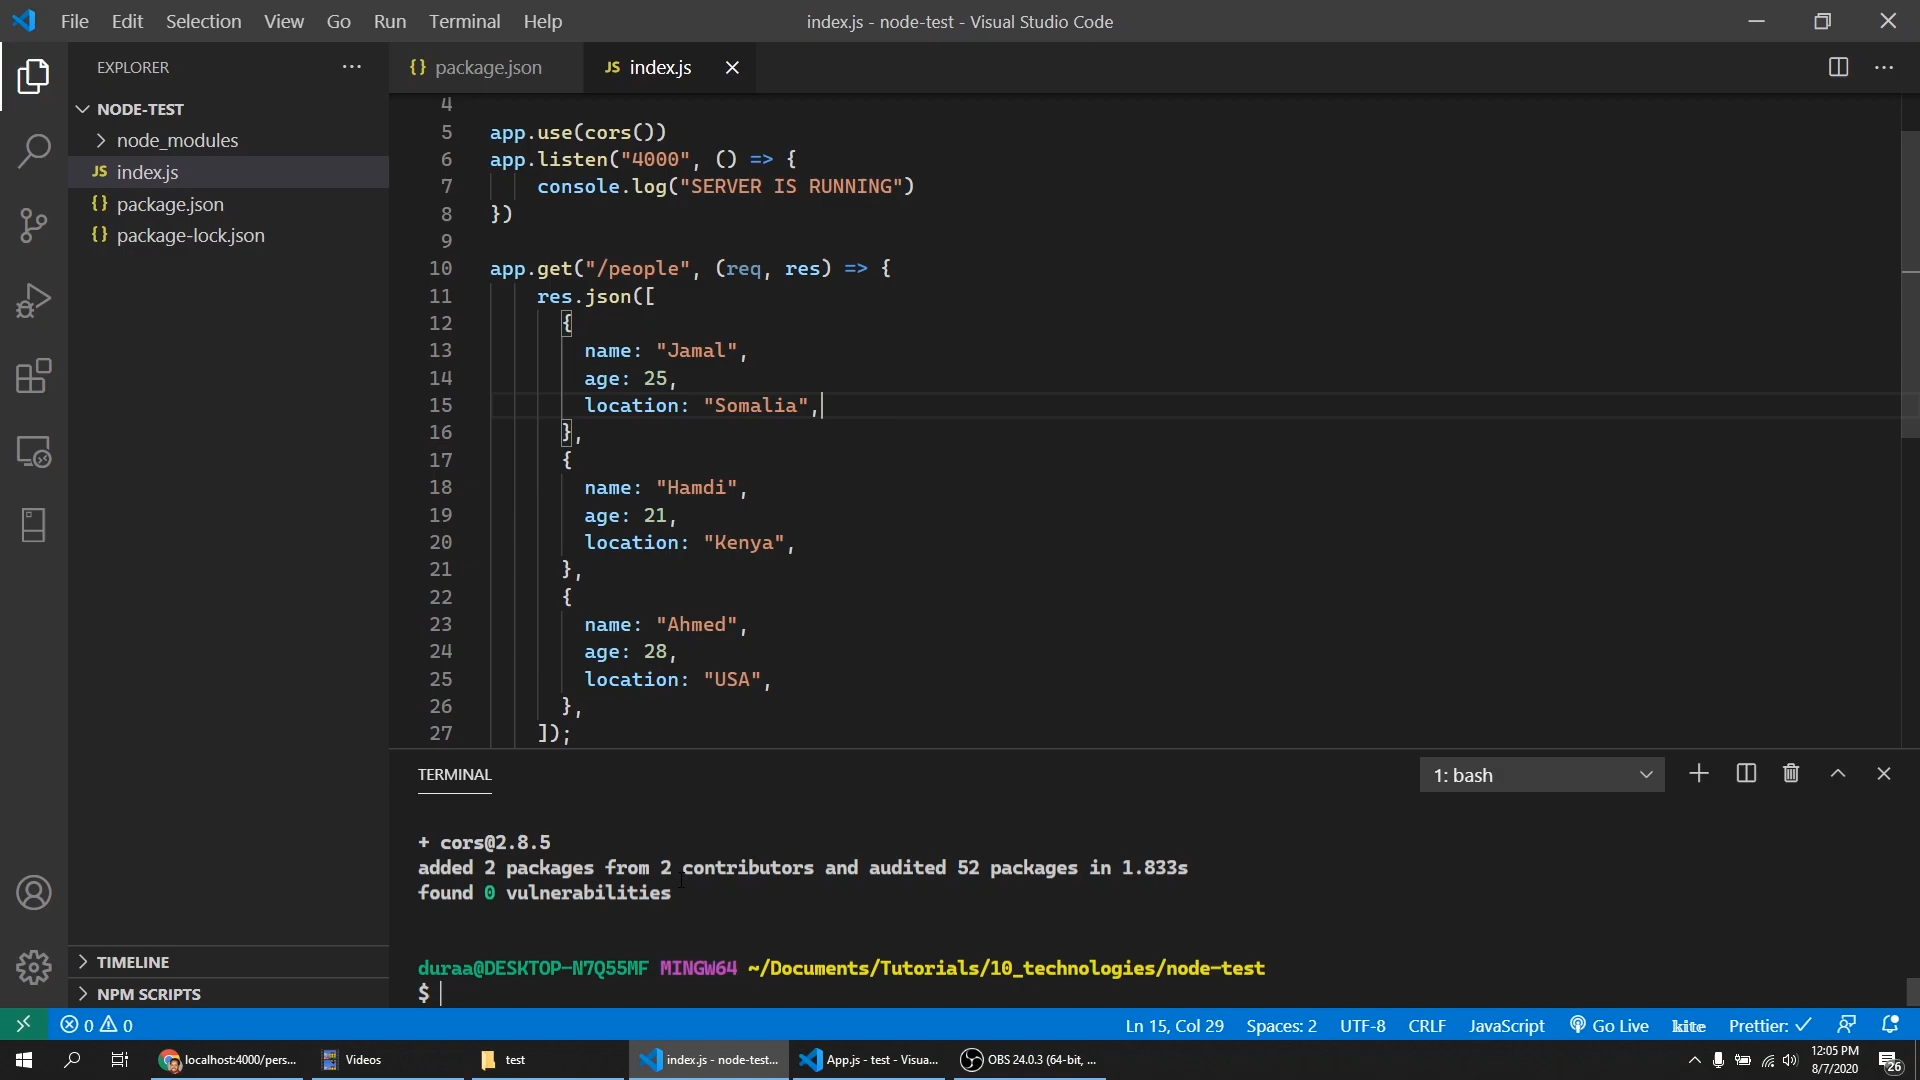 File Edit Selection View Go Run Terminal Help
index.js - node-test - Visual Studio Code
EXPLORER
{} package.json
JS index.js
NODE-TEST
node_modules
JS index.js
{} package.json
{} package-lock.json
4
5 app.use(cors())
6 app.listen("4000", () => {
7 console.log("SERVER IS RUNNING")
8 })
9
10 app.get("/people", (req, res) => {
11 res.json([
12 {
13 name: "Jamal",
14 age: 25,
15 location: "Somalia",
16 },
17 {
18 name: "Hamdi",
19 age: 21,
20 location: "Kenya",
21 },
22 {
23 name: "Ahmed",
24 age: 28,
25 location: "USA",
26 },
27 ]);
TERMINAL
1: bash
+ cors@2.8.5
added 2 packages from 2 contributors and audited 52 packages in 1.833s
found 0 vulnerabilities
duraa@DESKTOP-N7Q55MF MINGW64 ~/Documents/Tutorials/10_technologies/node-test
$
TIMELINE
NPM SCRIPTS
0 0
Ln 15, Col 29 Spaces: 2 UTF-8 CRLF JavaScript Go Live kite Prettier: ✓
localhost:4000/pers...
Videos
test
index.js - node-test...
App.js - test - Visua...
OBS 24.0.3 (64-bit, ...
12:05 PM
8/7/2020
26